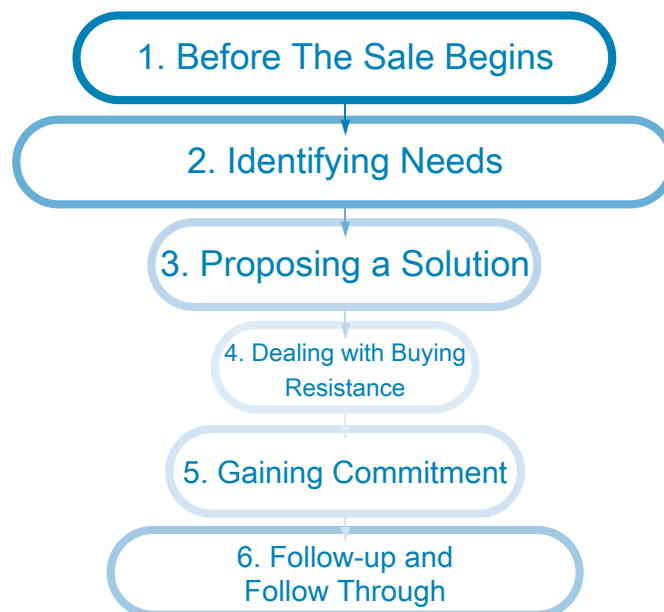 1. Before The Sale Begins
2. Identifying Needs
3. Proposing a Solution
4. Dealing with Buying
Resistance
5. Gaining Commitment
6. Follow-up and
Follow Through